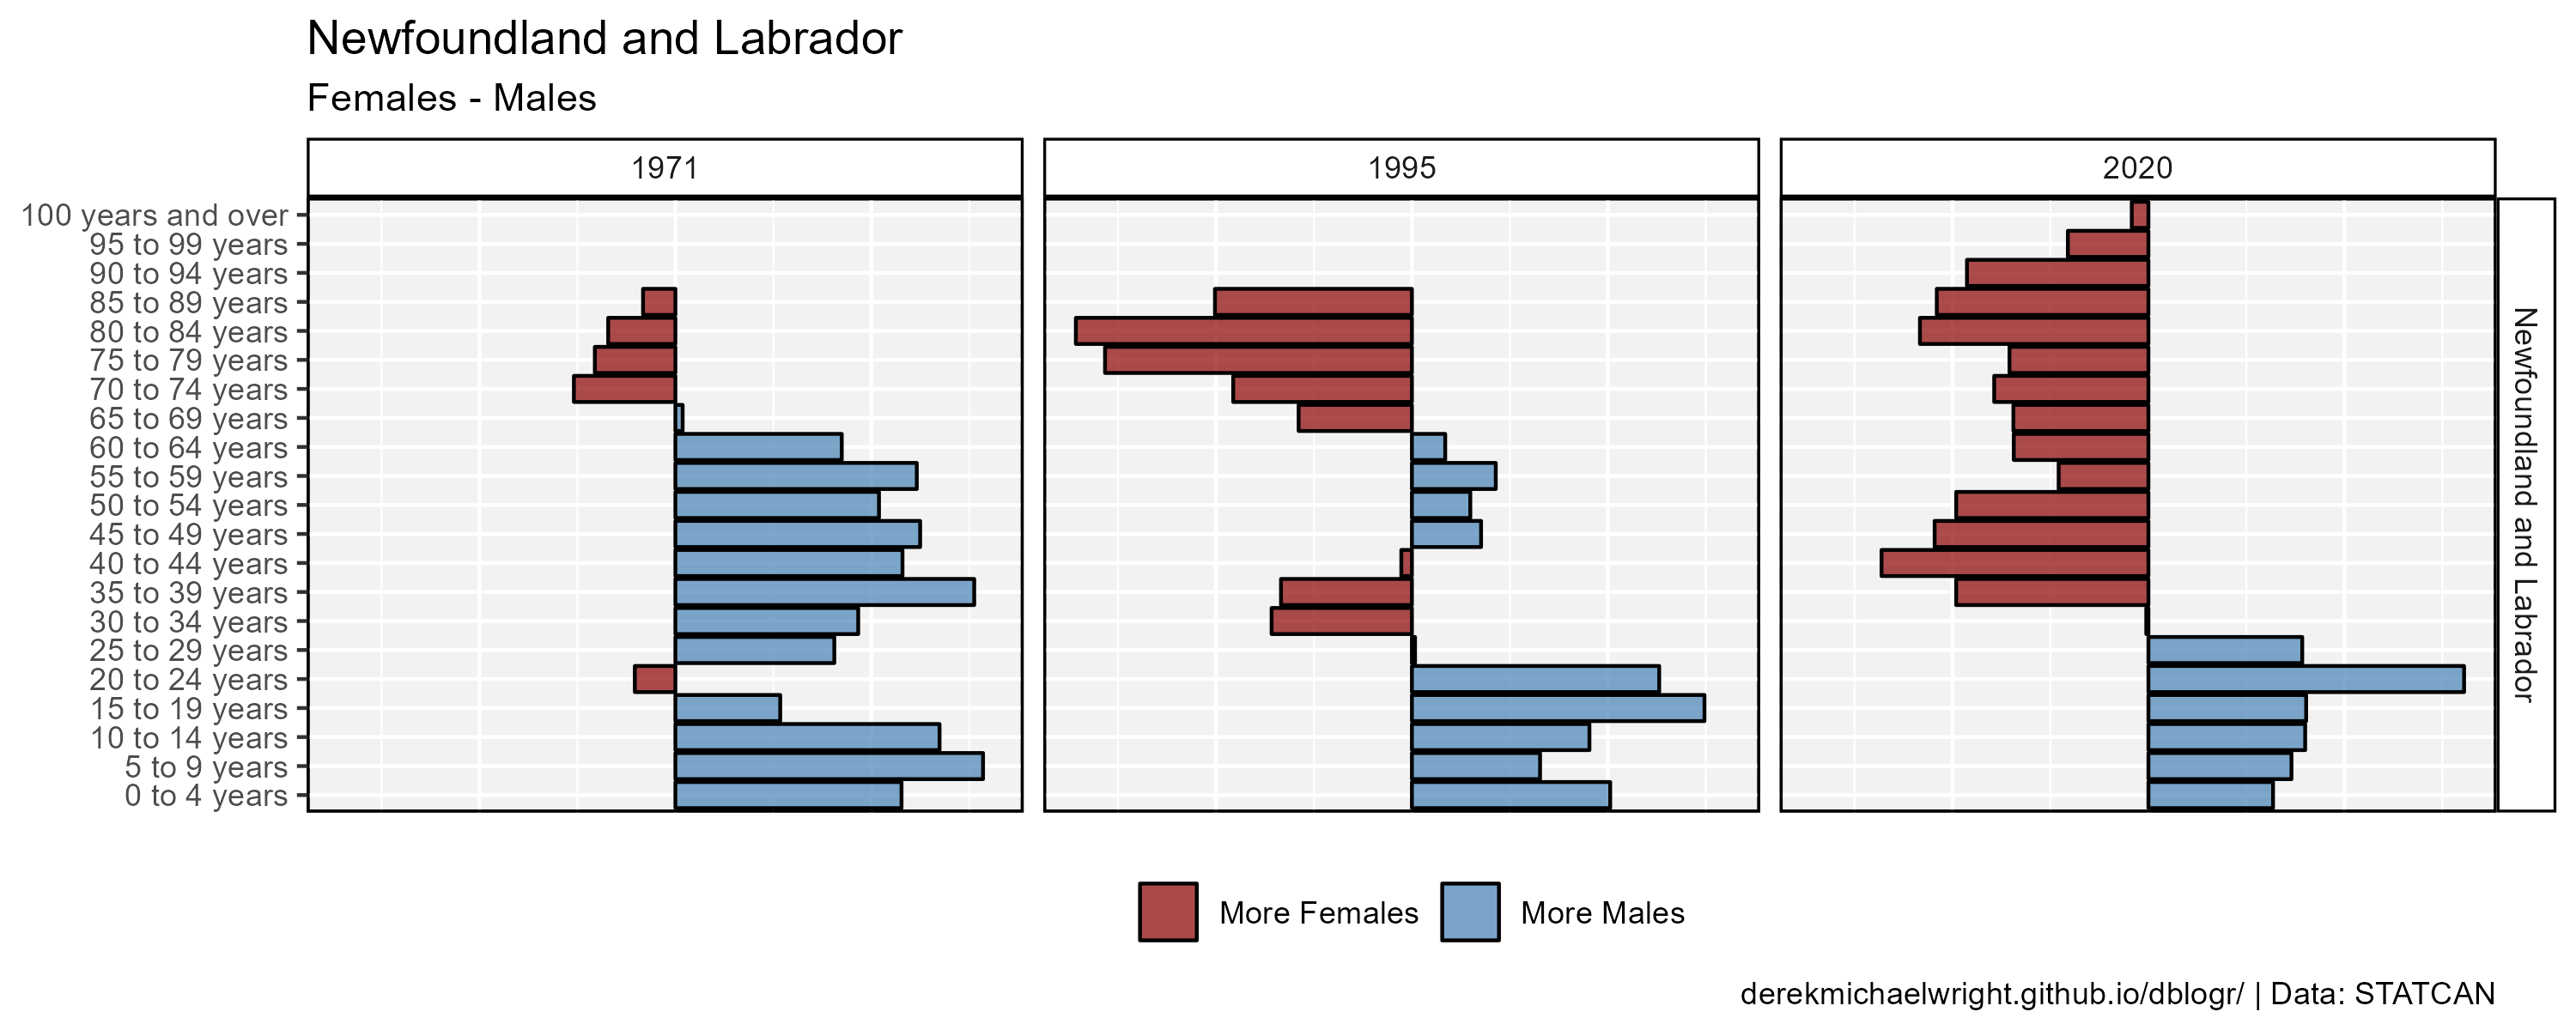 Newfoundland and Labrador
Females - Males
1971
1995
2020
100 years and over
95 to 99 years
90 to 94 years
85 to 89 years
80 to 84 years
75 to 79 years
70 to 74 years
65 to 69 years
60 to 64 years
55 to 59 years
50 to 54 years
45 to 49 years
40 to 44 years
35 to 39 years
30 to 34 years
25 to 29 years
20 to 24 years
15 to 19 years
10 to 14 years
5 to 9 years
0 to 4 years
Newfoundland and Labrador
More Females
More Males
derekmichaelwright.github.io/dblogr/ | Data: STATCAN